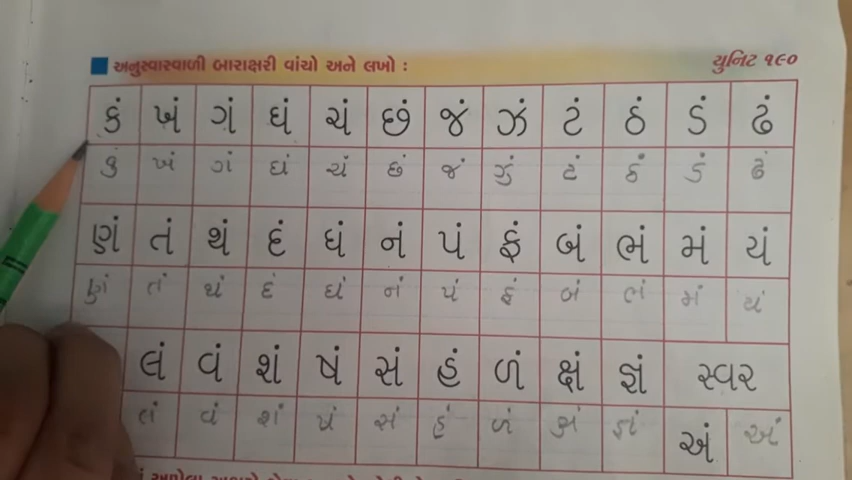 અનુસ્વારવાળી બારાક્ષરી વાંચો અને લખો : યુનિટ ૧૯૦
કં ખં ગં ઘં ચં છં જં ઝં ટં ઠં ડં ઢં
કં ખં ગં ઘં ચં છં જં ઝં ટં ઠં ડં ઢં
ણં તં થં દં ધં નં પં ફં બં ભં મં યં
ણં તં થં દં ધં નં પં ફં બં ભં મં યં
લં વં શં ષં સં હં ળં ક્ષં જ્ઞં સ્વર
લં વં શં ષં સં હં ળં ક્ષં જ્ઞં અં અં